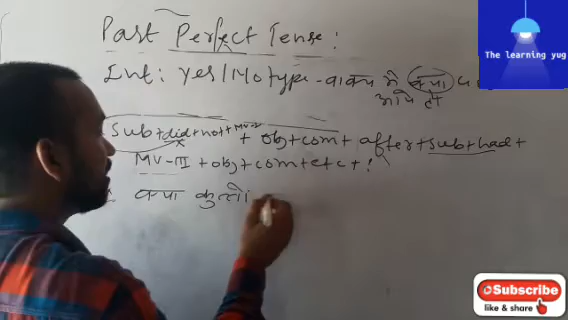 Past Perfect Tense:
Int: Yes/No type - वाक्य में क्या
आये तो
Sub+did+not+MV-I + obj+com+ after+sub+had+
MV-III +obj+com+etc+!
क्या कुत्तों
The learning yug
Subscribe
like & share